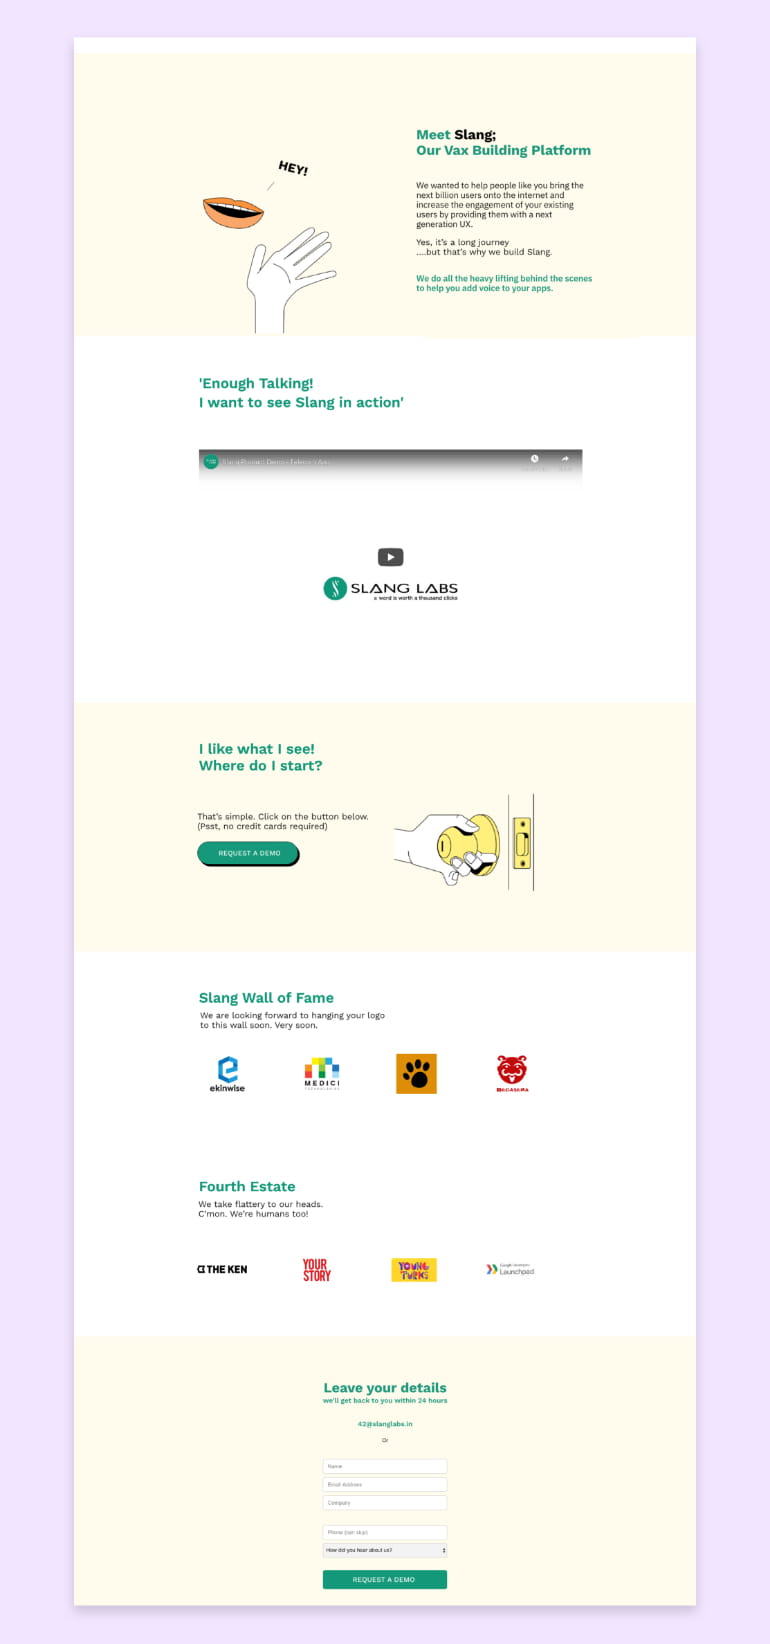 HEY!
Meet Slang;
Our Vax Building Platform
We wanted to help people like you bring the
next billion users onto the internet and
increase the engagement of your existing
users by providing them with a next
generation UX.
Yes, it's a long journey
....but that's why we build Slang.
We do all the heavy lifting behind the scenes
to help you add voice to your apps.
'Enough Talking!
I want to see Slang in action'
Slang Product Demo - Telecom App
SLANG LABS
a word is worth a thousand clicks
I like what I see!
Where do I start?
That's simple. Click on the button below.
(Psst, no credit cards required)
REQUEST A DEMO
Slang Wall of Fame
We are looking forward to hanging your logo
to this wall soon. Very soon.
ekinwise
MEDICI
TECHNOLOGIES
Fourth Estate
We take flattery to our heads.
C'mon. We're humans too!
THE KEN
YOUR
STORY
YOUNG
TURKS
Google Developers
Launchpad
Leave your details
we'll get back to you within 24 hours
42@slanglabs.in
Or
Name
Email Address
Company
Phone (can skip)
How did you hear about us?
REQUEST A DEMO